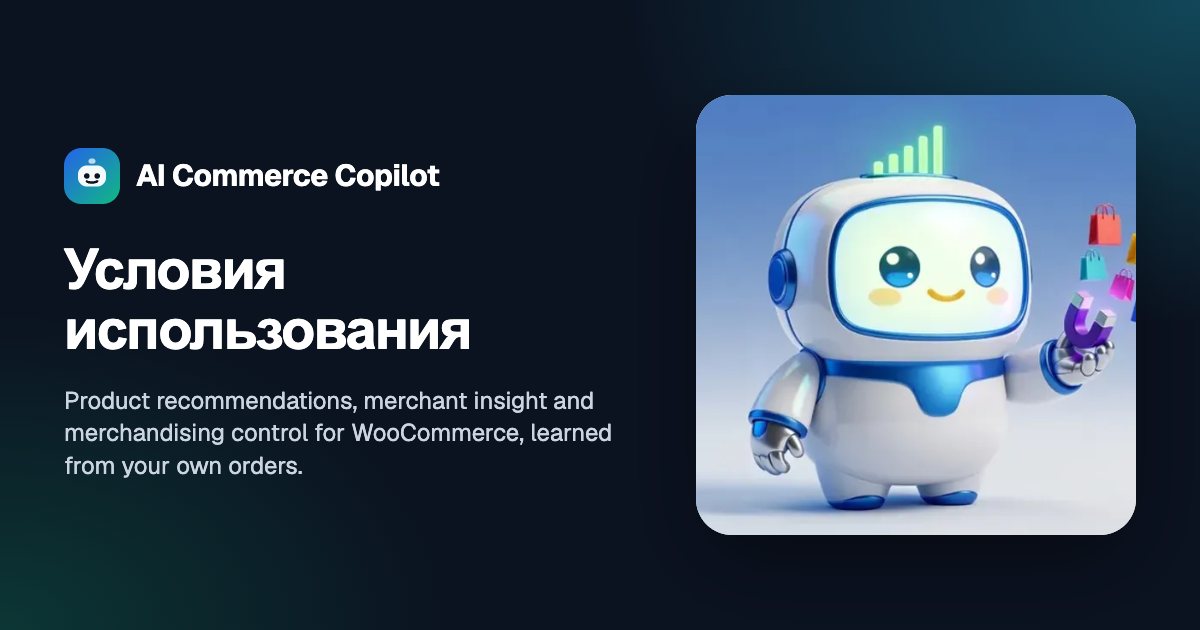 AI Commerce Copilot
Условия
использования
Product recommendations, merchant insight and
merchandising control for WooCommerce, learned
from your own orders.